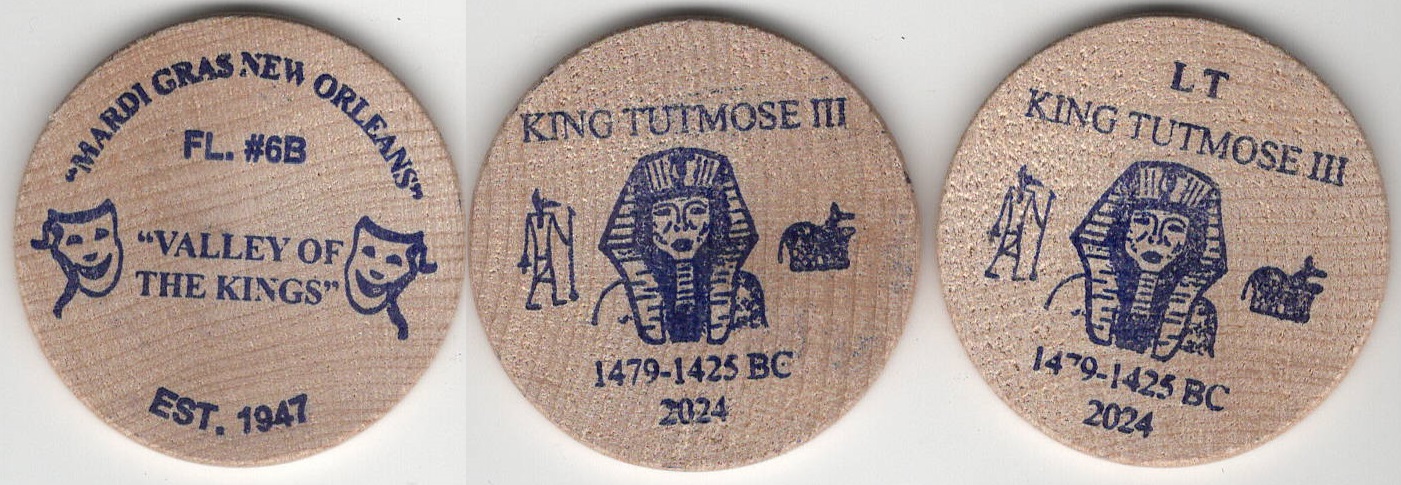 “MARDI GRAS NEW ORLEANS”
FL. #6B
“VALLEY OF
THE KINGS”
EST. 1947
KING TUTMOSE III
1479-1425 BC
2024
LT
KING TUTMOSE III
1479-1425 BC
2024